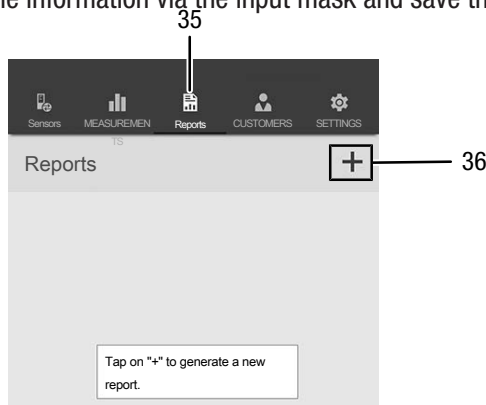 e information via the input mask and save th
35
Sensors MEASUREMEN Reports CUSTOMERS SETTINGS
TS
Reports
36
Tap on "+" to generate a new
report.